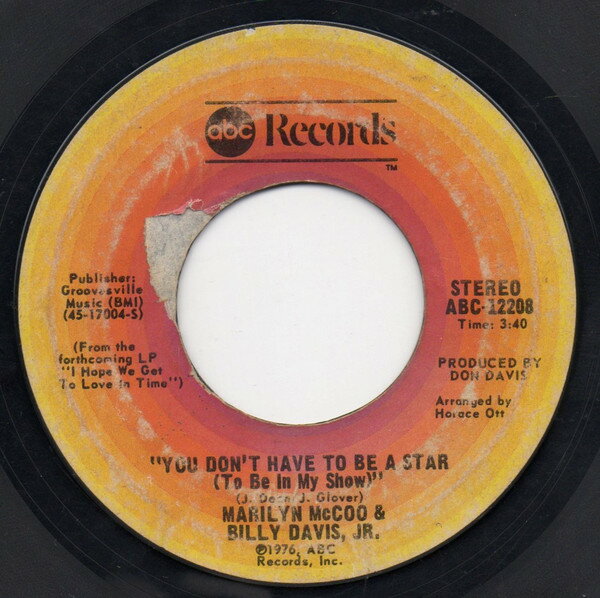 abc Records
TM
Publisher:
Groovesville
Music (BMI)
(45-17004-S)
(From the
forthcoming LP
"I Hope We Get
To Love In Time")
STEREO
ABC-12208
Time: 3:40
PRODUCED BY
DON DAVIS
Arranged by
Horace Ott
"YOU DON'T HAVE TO BE A STAR
(To Be In My Show)"
(J. Dean J. Glover)
MARILYN McCOO &
BILLY DAVIS, JR.
℗1976, ABC
Records, Inc.